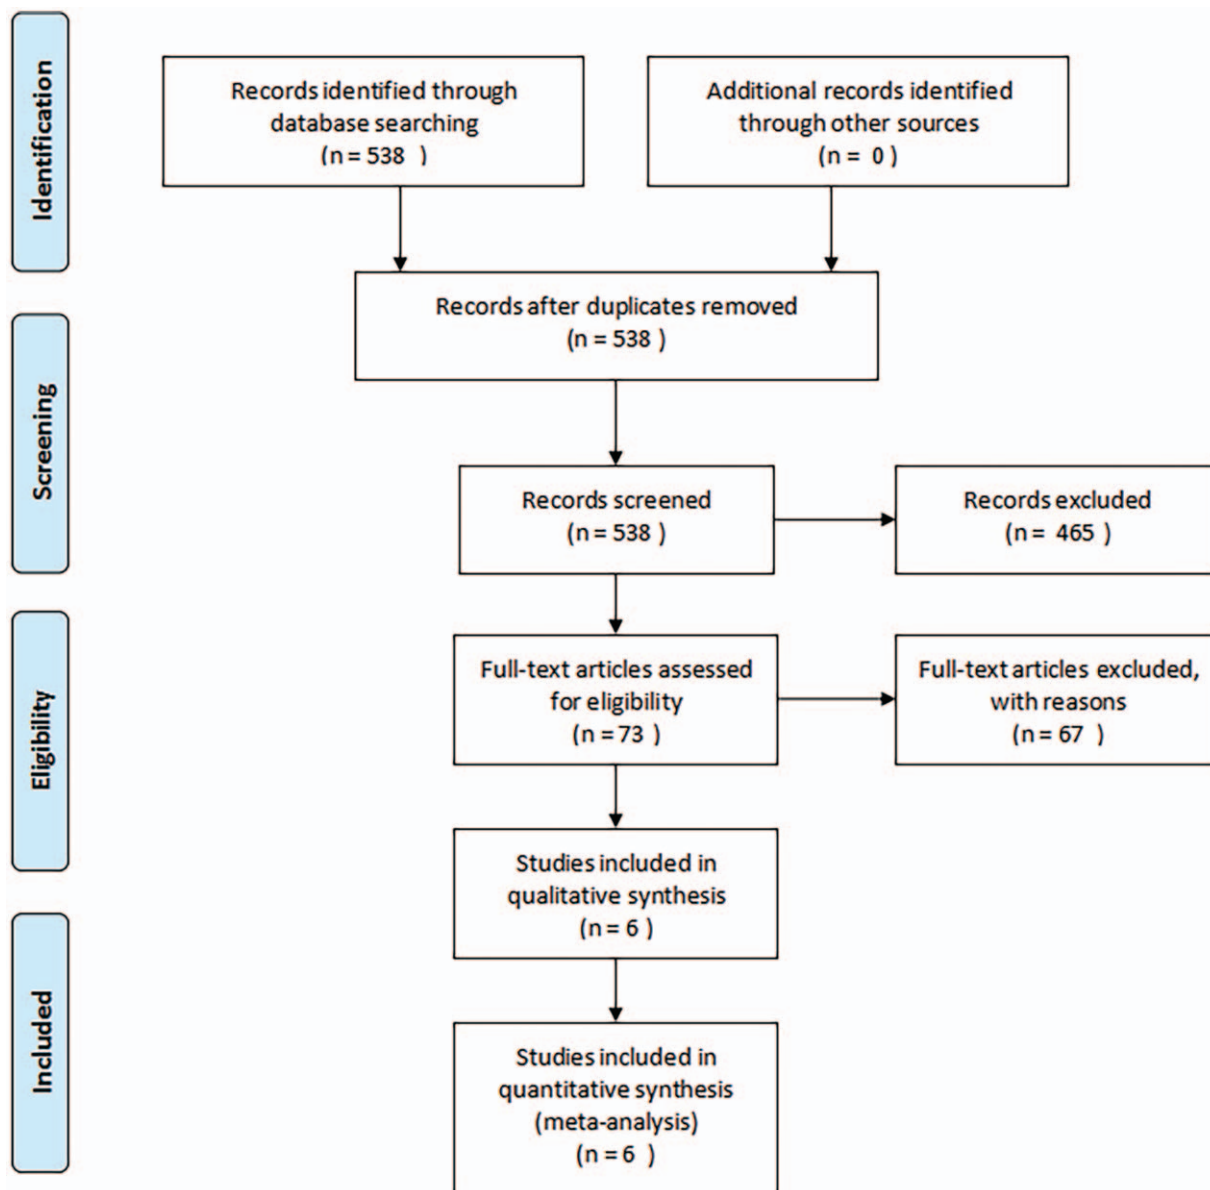 Identification
Records identified through
database searching
(n = 538 )
Additional records identified
through other sources
(n = 0 )
Records after duplicates removed
(n = 538 )
Screening
Records screened
(n = 538 )
Records excluded
(n = 465 )
Eligibility
Full-text articles assessed
for eligibility
(n = 73 )
Full-text articles excluded,
with reasons
(n = 67 )
Studies included in
qualitative synthesis
(n = 6 )
Included
Studies included in
quantitative synthesis
(meta-analysis)
(n = 6 )